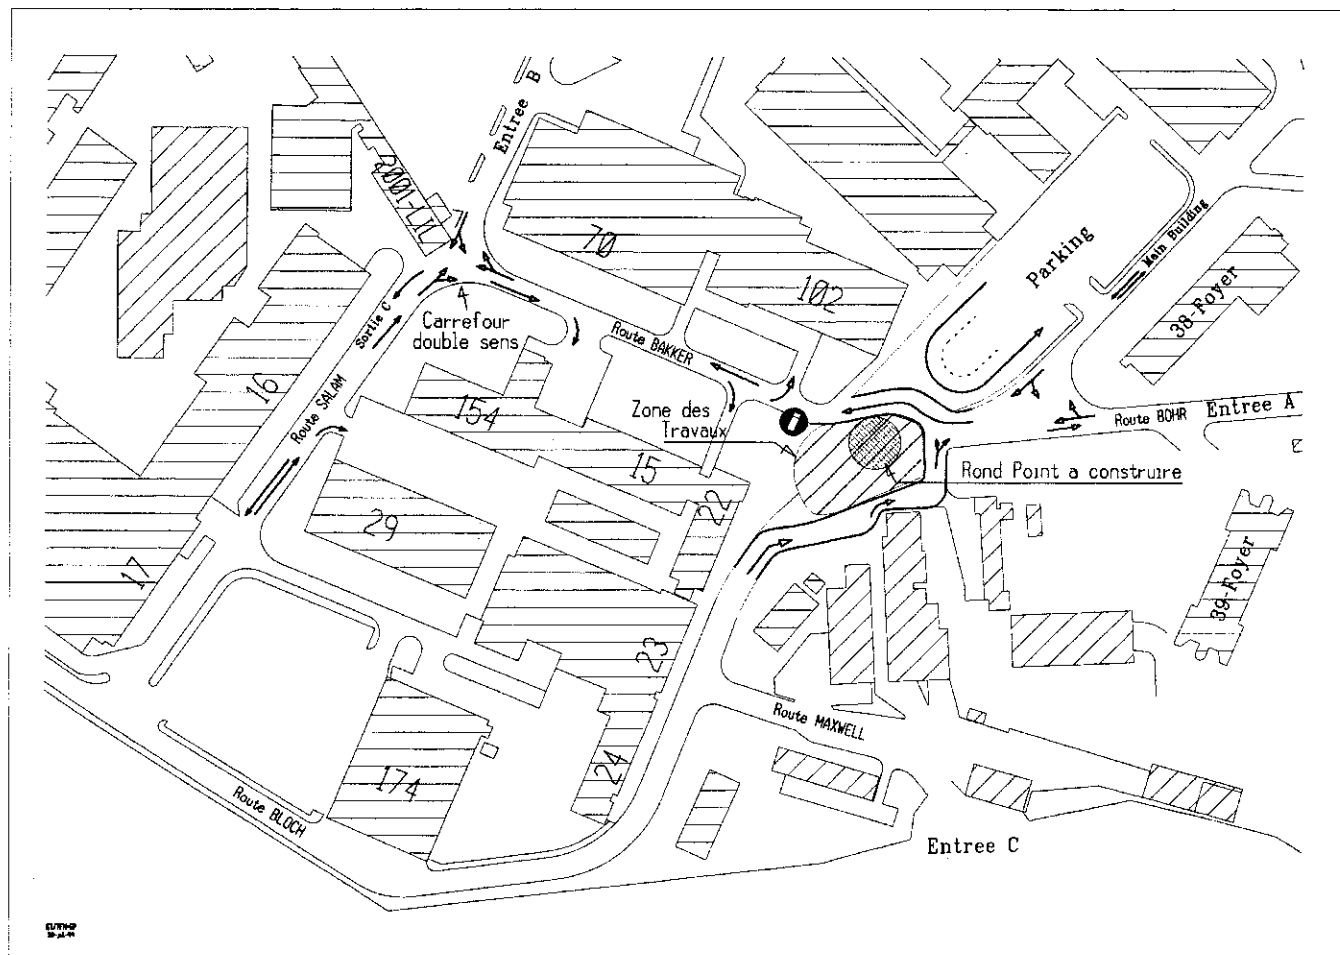 Entree B
2001-LIL
70
102
Parking
Main Building
38-Foyer
Sortie C
Carrefour
double sens
Route BAKKER
Route SALAM
16
154
Zone des
Travaux
i
Route BOHR
Entree A
Rond Point a construire
15
22
29
17
39-Foyer
23
24
174
Route MAXWELL
Route BLOCH
Entree C